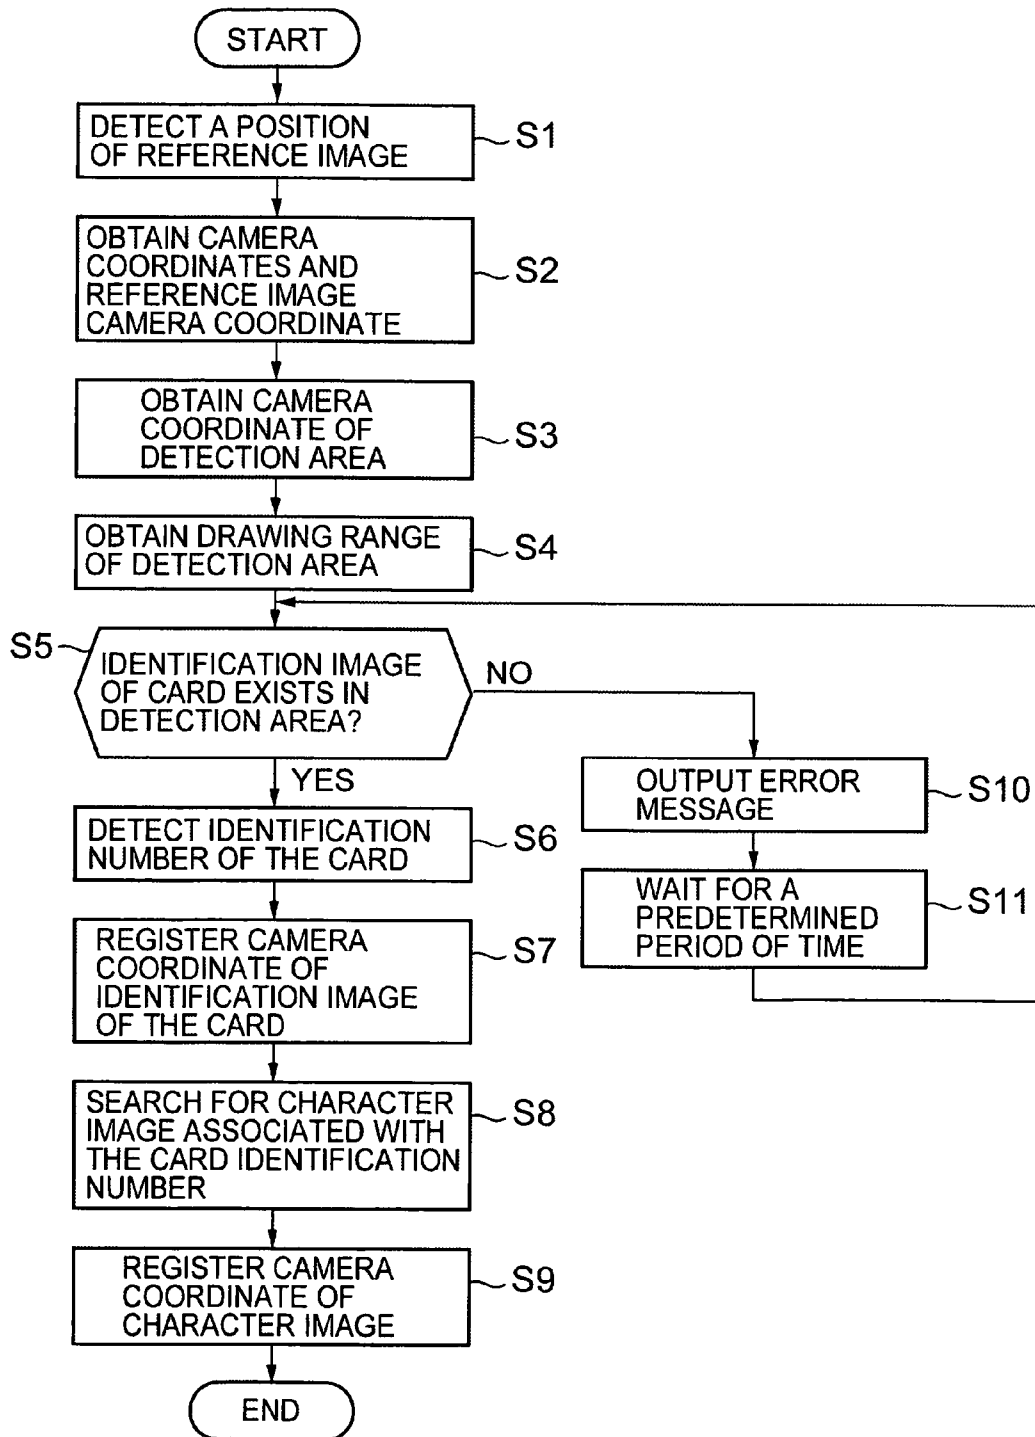 START
DETECT A POSITION
OF REFERENCE IMAGE
S1
OBTAIN CAMERA
COORDINATES AND
REFERENCE IMAGE
CAMERA COORDINATE
S2
OBTAIN CAMERA
COORDINATE OF
DETECTION AREA
S3
OBTAIN DRAWING RANGE
OF DETECTION AREA
S4
S5
IDENTIFICATION IMAGE
OF CARD EXISTS IN
DETECTION AREA?
NO
YES
OUTPUT ERROR
MESSAGE
S10
DETECT IDENTIFICATION
NUMBER OF THE CARD
S6
WAIT FOR A
PREDETERMINED
PERIOD OF TIME
S11
REGISTER CAMERA
COORDINATE OF
IDENTIFICATION IMAGE
OF THE CARD
S7
SEARCH FOR CHARACTER
IMAGE ASSOCIATED WITH
THE CARD IDENTIFICATION
NUMBER
S8
REGISTER CAMERA
COORDINATE OF
CHARACTER IMAGE
S9
END